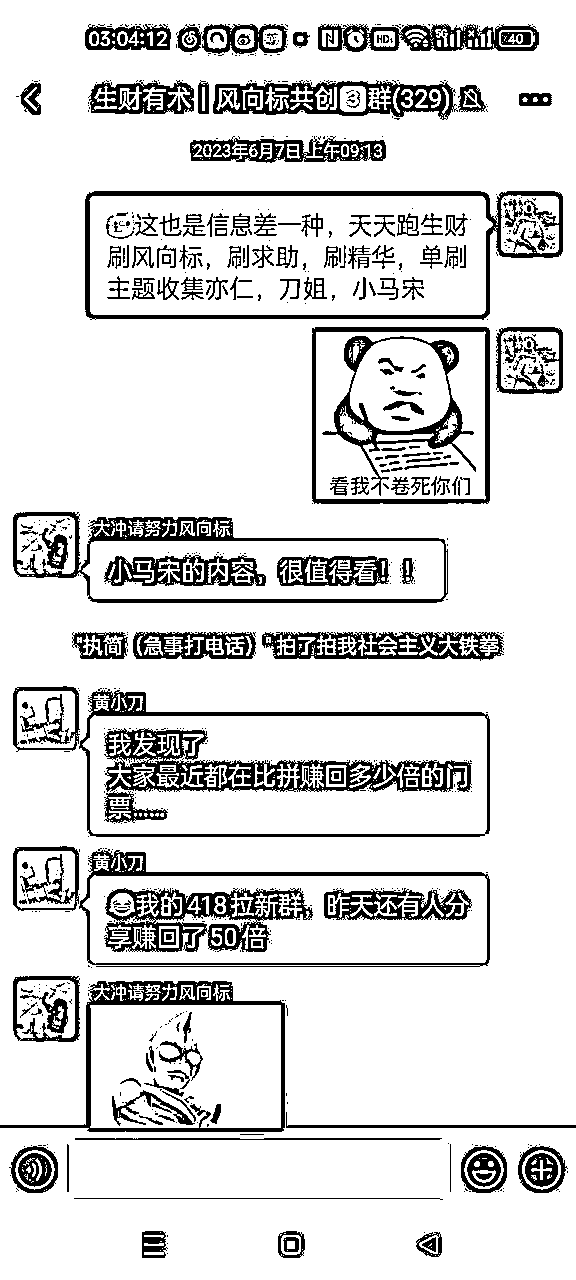 03:04:12
40
生财有术丨风向标共创3群(329)
2023年6月7日 上午09:13
这也是信息差一种，天天跑生财
刷风向标，刷求助，刷精华，单刷
主题收集亦仁，刀姐，小马宋
看我不卷死你们
大冲请努力风向标
小马宋的内容，很值得看！！
"执简（急事打电话）"拍了拍我社会主义大铁拳
黄小刀
我发现了
大家最近都在比拼赚回多少倍的门
票……
黄小刀
我的418拉新群，昨天还有人分
享赚回了50倍
大冲请努力风向标